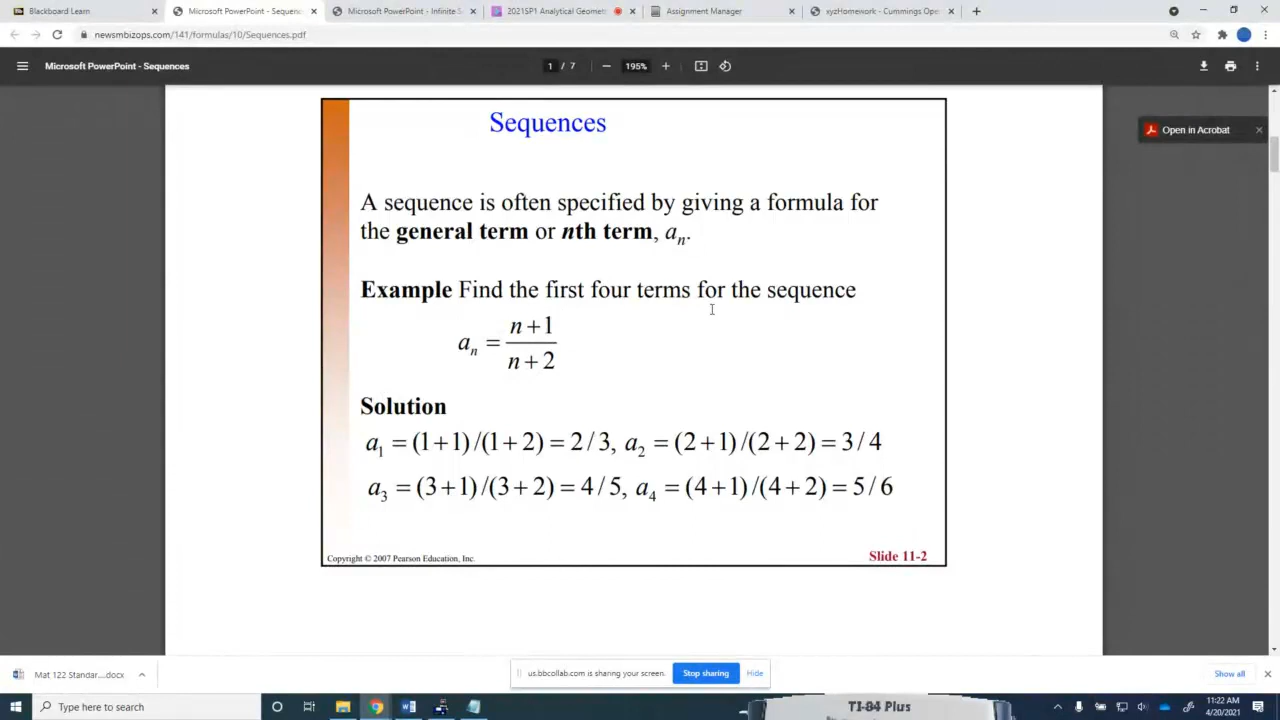 Blackboard Learn
Microsoft PowerPoint - Sequenc
Microsoft PowerPoint - Infinite S
2021SP1 Analytical Geomet
Assignment Manager
xyzHomework - Cummings Ope
newsmbizops.com/141/formulas/10/Sequences.pdf
Microsoft PowerPoint - Sequences
1 / 7
195%
Open in Acrobat
Sequences
A sequence is often specified by giving a formula for
the general term or nth term, aₙ.
Example Find the first four terms for the sequence
aₙ = (n+1)/(n+2)
Solution
a₁ = (1+1)/(1+2) = 2/3, a₂ = (2+1)/(2+2) = 3/4
a₃ = (3+1)/(3+2) = 4/5, a₄ = (4+1)/(4+2) = 5/6
Copyright © 2007 Pearson Education, Inc.
Slide 11-2
Mat 122 Standar....docx
us.bbcollab.com is sharing your screen.
Stop sharing
Hide
Show all
Type here to search
TI-84 Plus
11:22 AM
4/20/2021